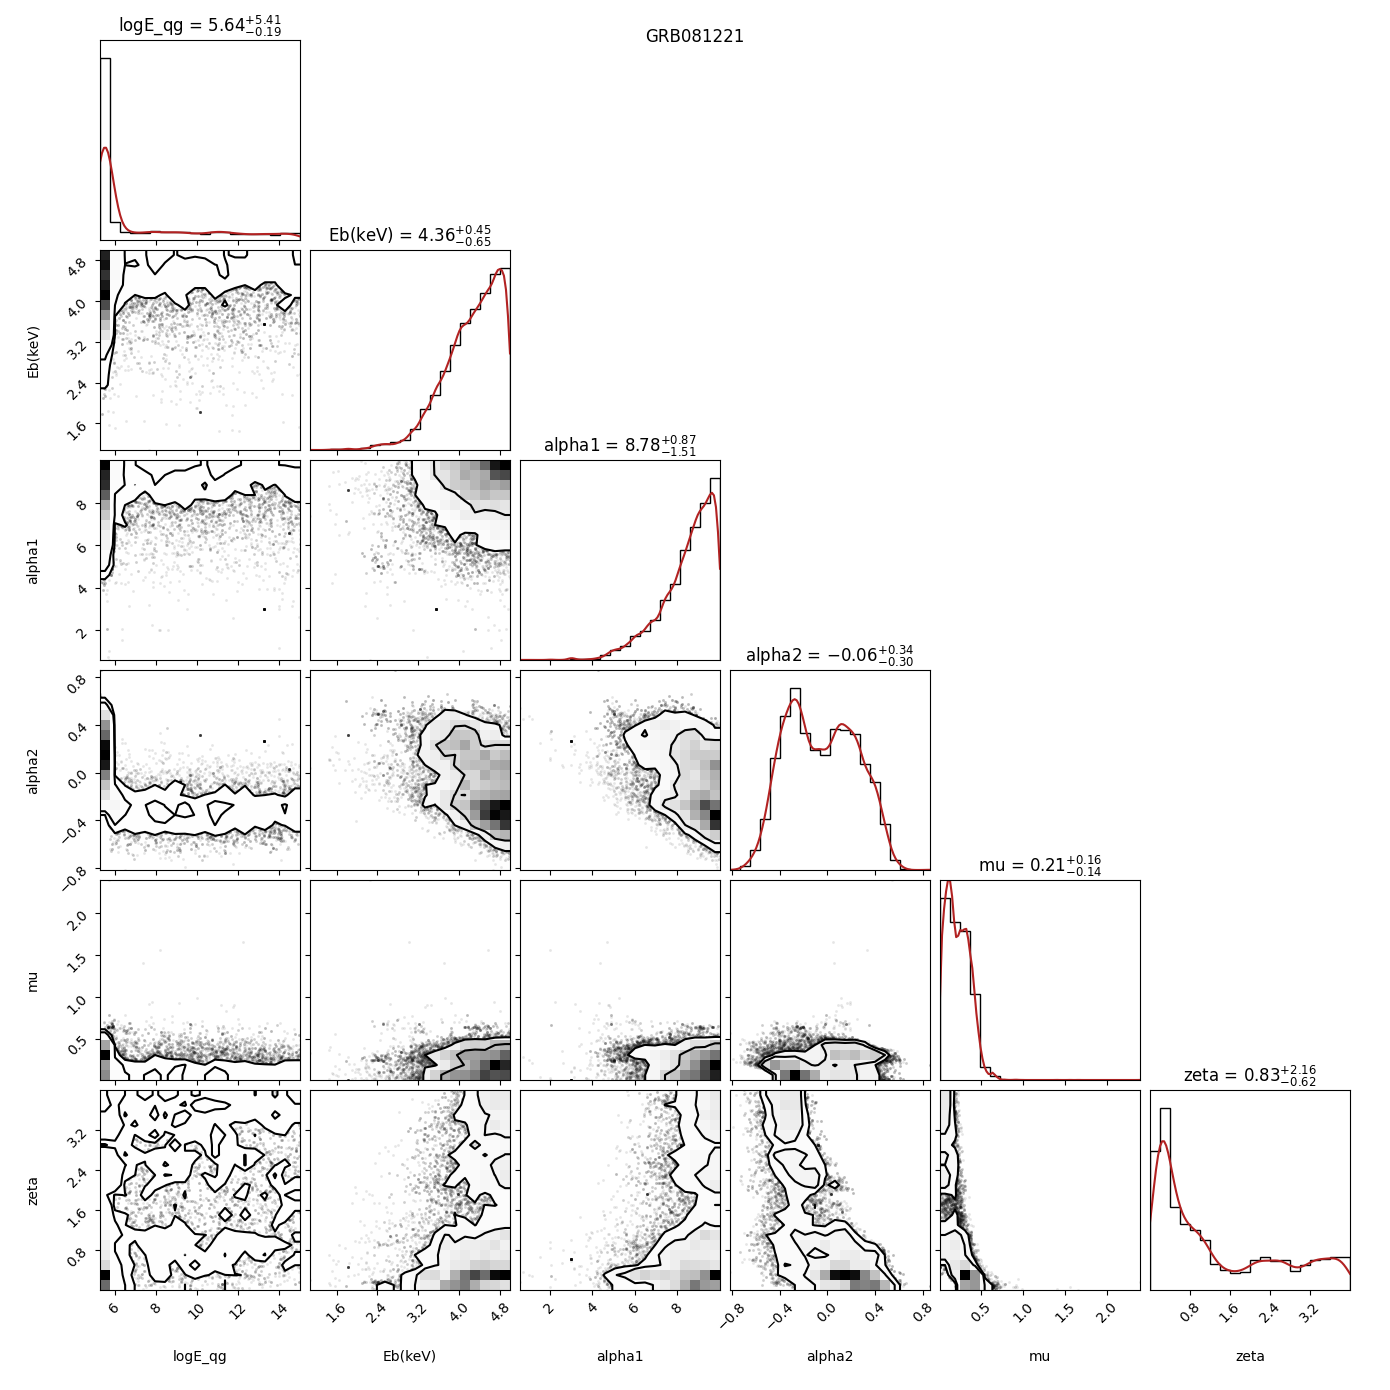 GRB081221
logE_qg = 5.64 +5.41 −0.19
Eb(keV) = 4.36 +0.45 −0.65
4.8
4.0
3.2
2.4
1.6
Eb(keV)
alpha1 = 8.78 +0.87 −1.51
8
6
4
2
alpha1
alpha2 = −0.06 +0.34 −0.30
0.8
0.4
0.0
−0.4
−0.8
alpha2
mu = 0.21 +0.16 −0.14
2.0
1.5
1.0
0.5
mu
zeta = 0.83 +2.16 −0.62
3.2
2.4
1.6
0.8
zeta
6 8 10 12 14
1.6 2.4 3.2 4.0 4.8
2 4 6 8
−0.8 −0.4 0.0 0.4 0.8
0.5 1.0 1.5 2.0
0.8 1.6 2.4 3.2
logE_qg Eb(keV) alpha1 alpha2 mu zeta